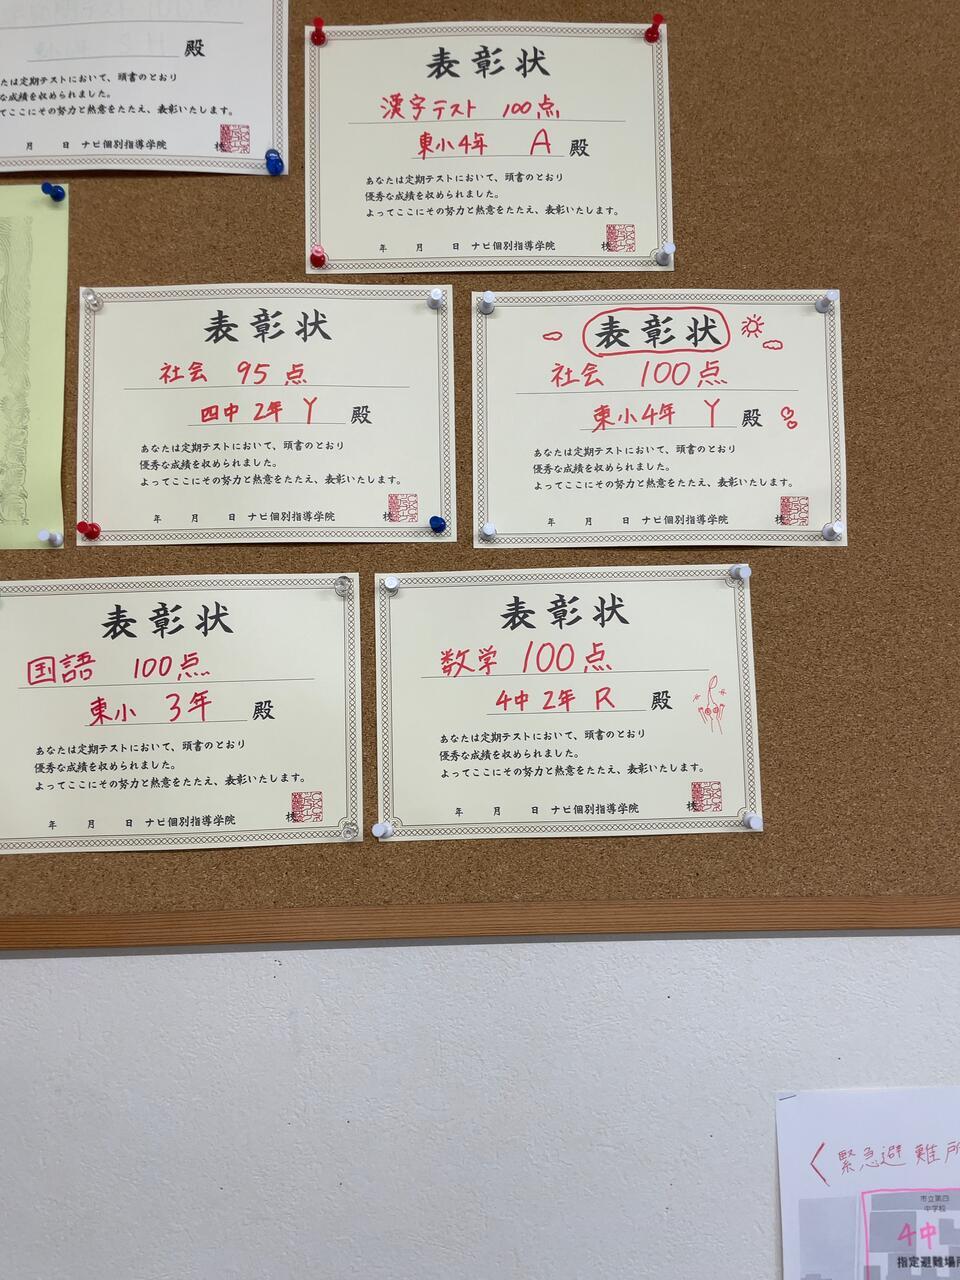 殿
たは定期テストにおいて、頭書のとおり
な成績を収められました。
てここにその努力と熱意をたたえ、表彰いたします。
月 日 ナビ個別指導学院
表彰状
漢字テスト 100点
東小4年 A 殿
あなたは定期テストにおいて、頭書のとおり
優秀な成績を収められました。
よってここにその努力と熱意をたたえ、表彰いたします。
年 月 日 ナビ個別指導学院 校
表彰状
社会 95点
四中 2年 Y 殿
あなたは定期テストにおいて、頭書のとおり
優秀な成績を収められました。
よってここにその努力と熱意をたたえ、表彰いたします。
年 月 日 ナビ個別指導学院 校
表彰状
社会 100点
東小4年 Y 殿
あなたは定期テストにおいて、頭書のとおり
優秀な成績を収められました。
よってここにその努力と熱意をたたえ、表彰いたします。
年 月 日 ナビ個別指導学院 校
表彰状
国語 100点
東小 3年 殿
あなたは定期テストにおいて、頭書のとおり
優秀な成績を収められました。
よってここにその努力と熱意をたたえ、表彰いたします。
年 月 日 ナビ個別指導学院 校
表彰状
数学 100点
4中 2年 R 殿
あなたは定期テストにおいて、頭書のとおり
優秀な成績を収められました。
よってここにその努力と熱意をたたえ、表彰いたします。
年 月 日 ナビ個別指導学院 校
緊急避難所
市立第四
中学校
4中
指定避難場所